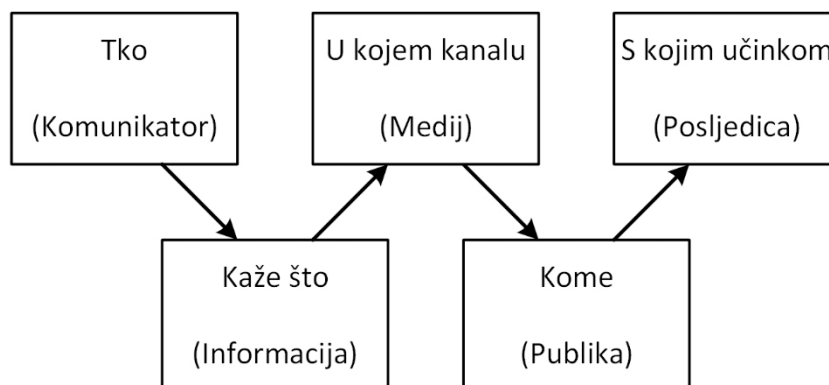 Tko
(Komunikator)
Kaže što
(Informacija)
U kojem kanalu
(Medij)
Kome
(Publika)
S kojim učinkom
(Posljedica)